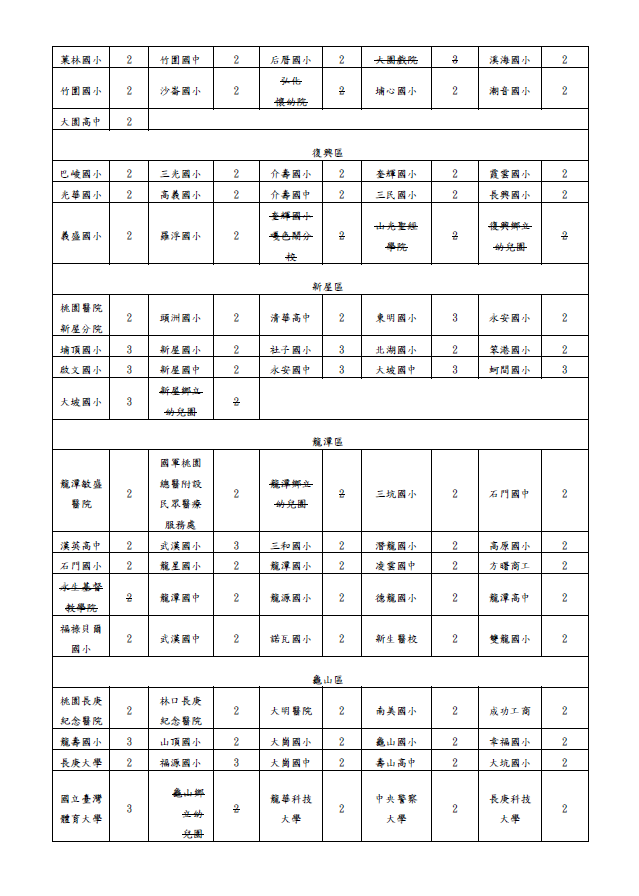 菓林國小 2 竹圍國中 2 后厝國小 2 大園戲院 3 溪海國小 2
竹圍國小 2 沙崙國小 2 弘化 2 埔心國小 2 潮音國小 2
懷幼院
大園高中 2
復興區
巴崚國小 2 三光國小 2 介壽國小 2 奎輝國小 2 霞雲國小 2
光華國小 2 高義國小 2 介壽國中 2 三民國小 2 長興國小 2
義盛國小 2 羅浮國小 2 奎輝國小 2 山光聖經 2 復興鄉立 2
嘎色鬧分 學院 幼兒園
校
新屋區
桃園醫院 2 頭洲國小 2 清華高中 2 東明國小 3 永安國小 2
新屋分院
埔頂國小 3 新屋國小 2 社子國小 3 北湖國小 2 笨港國小 2
啟文國小 3 新屋國中 2 永安國中 3 大坡國中 3 蚵間國小 3
大坡國小 3 新屋鄉立 2
幼兒園
龍潭區
龍潭敏盛 2 國軍桃園 2 龍潭鄉立 2 三坑國小 2 石門國中 2
醫院 總醫附設 幼兒園
民眾醫療
服務處
漢英高中 2 武漢國小 3 三和國小 2 潛龍國小 2 高原國小 2
石門國小 2 龍星國小 2 龍潭國小 2 凌雲國中 2 方曙商工 2
永生基督 2 龍潭國中 2 龍源國小 2 德龍國小 2 龍潭高中 2
教學院
福祿貝爾 2 武漢國中 2 諾瓦國小 2 新生醫校 2 雙龍國小 2
國小
龜山區
桃園長庚 2 林口長庚 2 大明醫院 2 南美國小 2 成功工商 2
紀念醫院 紀念醫院
龍壽國小 3 山頂國小 2 大崗國小 2 龜山國小 2 幸福國小 2
長庚大學 2 福源國小 3 大崗國中 2 壽山高中 2 大坑國小 2
國立臺灣 3 龜山鄉 2 龍華科技 2 中央警察 2 長庚科技 2
體育大學 立幼 大學 大學 大學
兒園